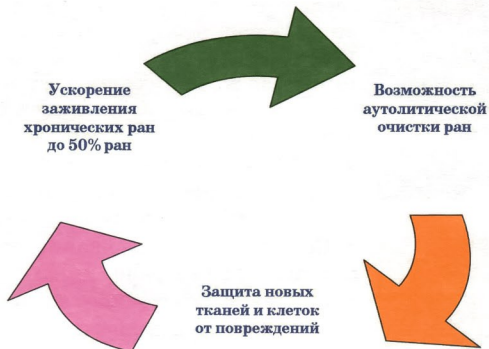 Ускорение
заживления
хронических ран
до 50% ран
Возможность
аутолитической
очистки ран
Защита новых
тканей и клеток
от повреждений